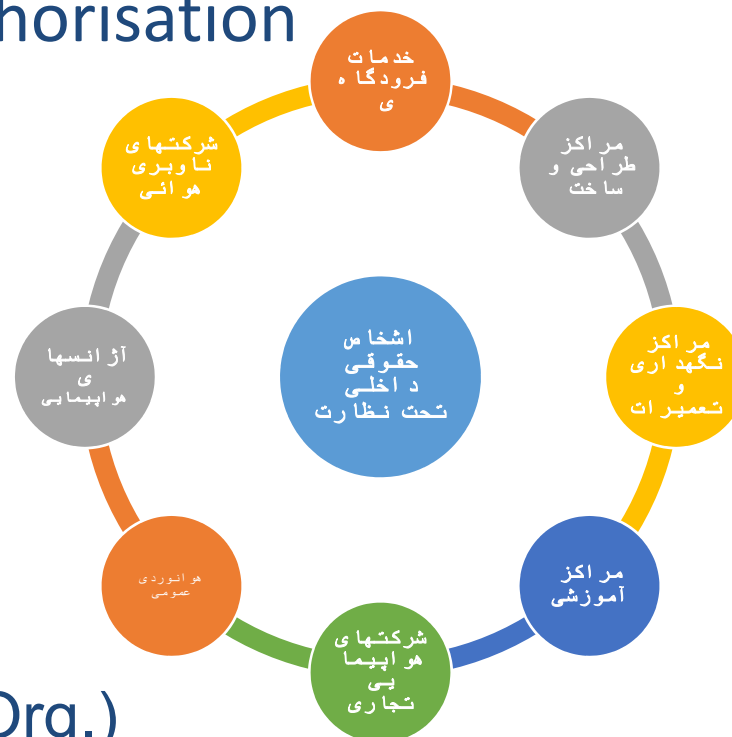 horisation
خدمات
فرودگاه
ی
مراکز
طراحی و
ساخت
مراکز
نگهداری
و
تعمیرات
مراکز
آموزشی
شرکتهای
هواپیما
یی
تجاری
هوانوردی
عمومی
آژانسها
ی
هواپیمایی
شرکتهای
ناوبری
هوائی
اشخاص
حقوقی
داخلی
تحت نظارت
Org.)